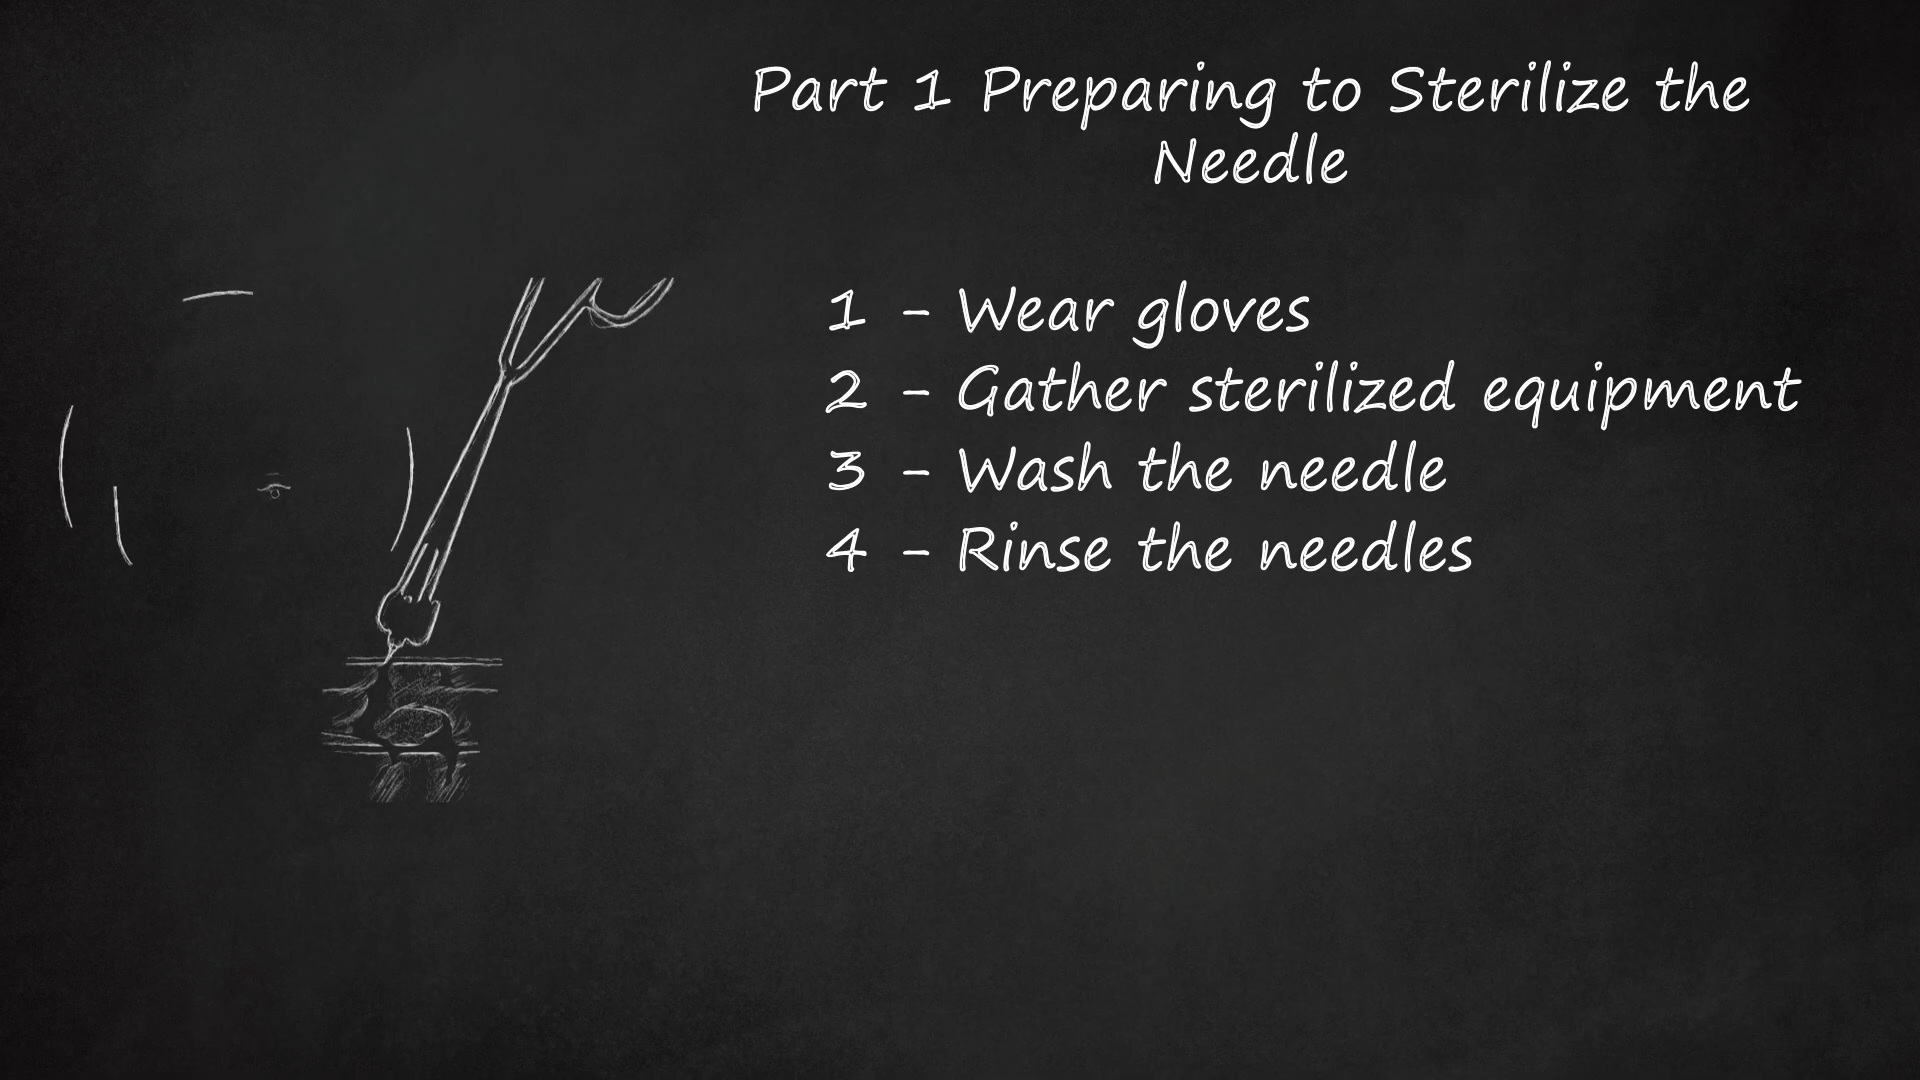 Part 1 Preparing to Sterilize the
Needle
1 - Wear gloves
2 - Gather sterilized equipment
3 - Wash the needle
4 - Rinse the needles